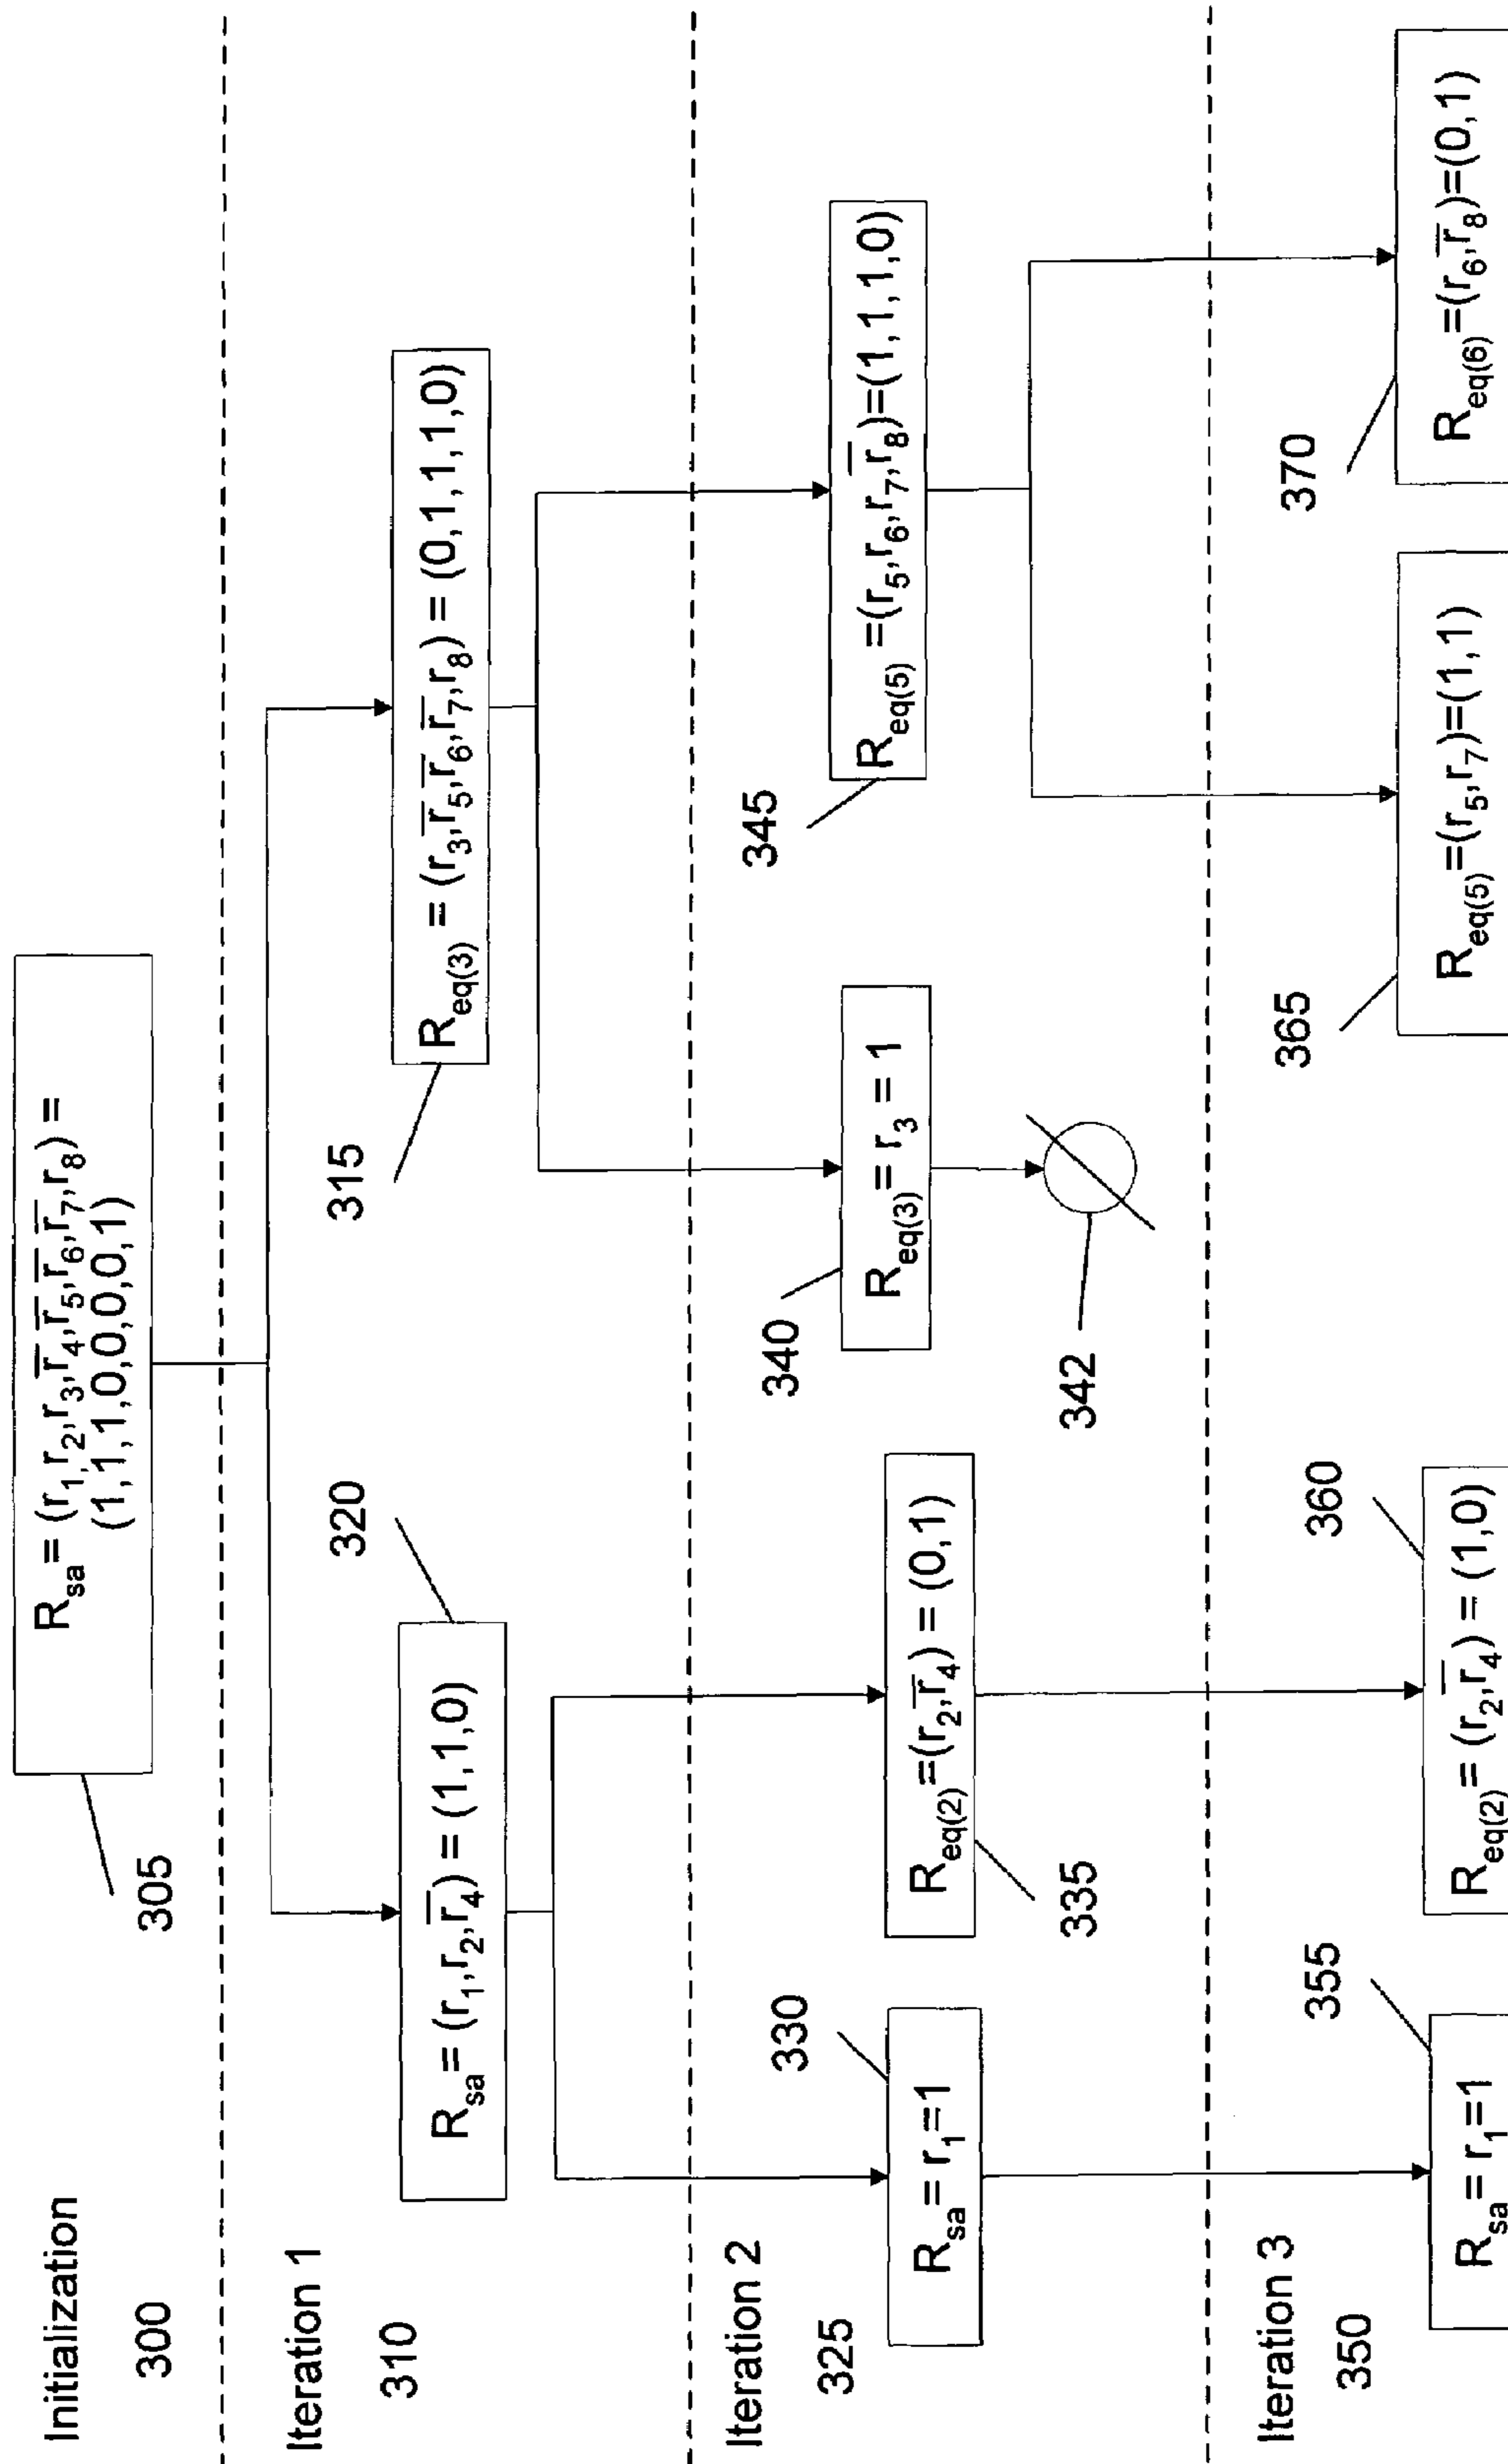 Initialization
300
R_sa = (r_1,r_2,r_3,r̄_4,r̄_5,r̄_6,r̄_7,r_8) =
(1,1,1,0,0,0,0,1)
305
Iteration 1
310
R_sa = (r_1,r_2,r̄_4) = (1,1,0)
320
315
R_eq(3) = (r_3,r̄_5,r̄_6,r̄_7,r_8) = (0,1,1,1,0)
Iteration 2
325
330
R_sa = r_1=1
R_eq(2)=(r_2,r̄_4) = (0,1)
335
340
R_eq(3) = r_3 = 1
342
345
R_eq(5) =(r_5,r_6,r_7,r̄_8)=(1,1,1,0)
Iteration 3
350
355
R_sa = r_1=1
360
R_eq(2)= (r_2,r̄_4) = (1,0)
365
R_eq(5)=(r_5,r_7)=(1,1)
370
R_eq(6)=(r_6,r̄_8)=(0,1)